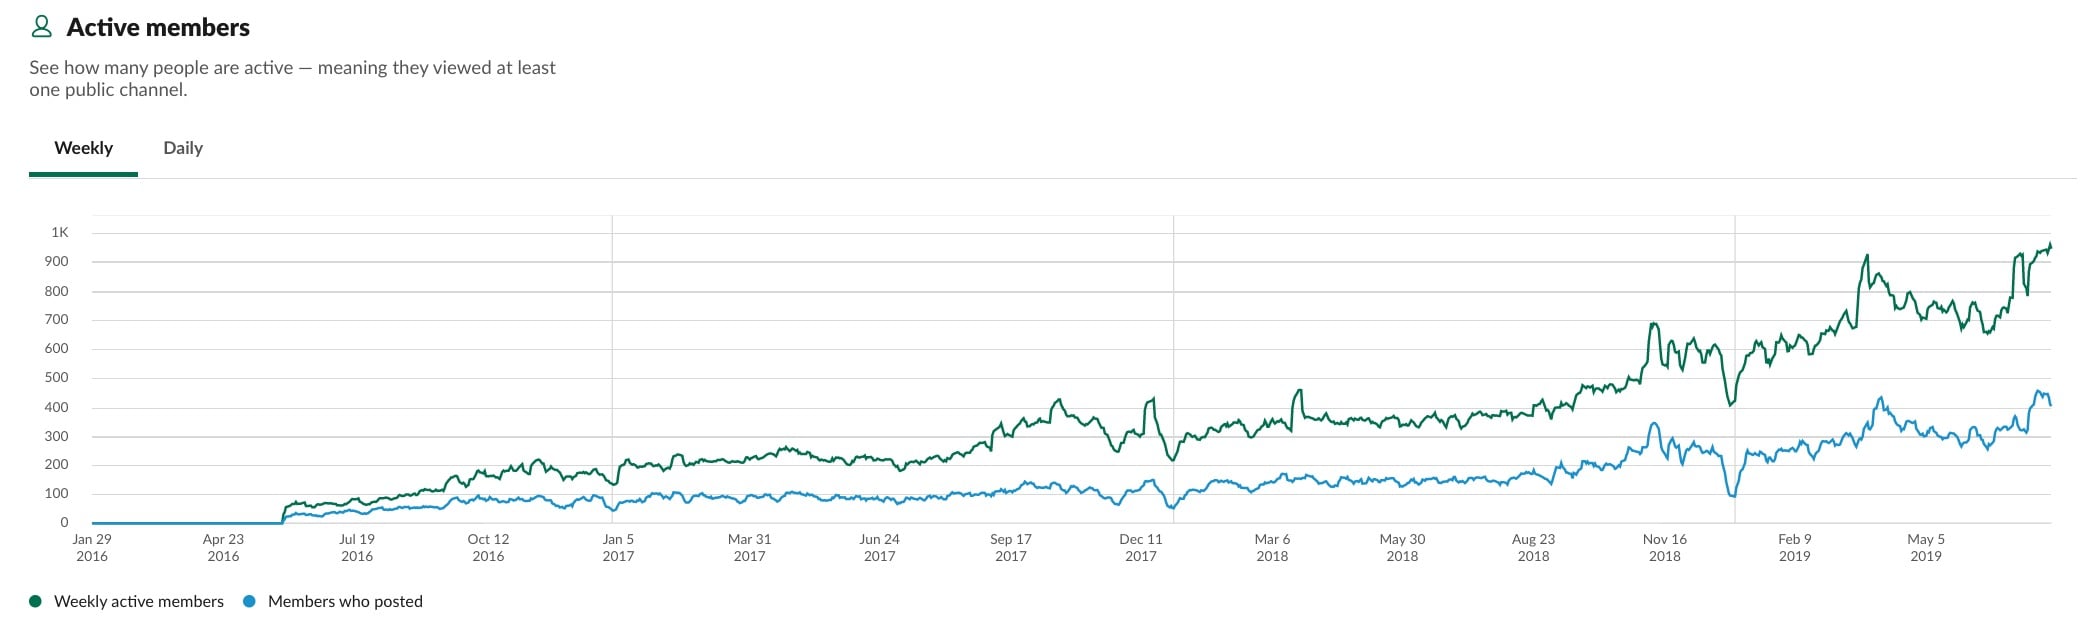 Active members
See how many people are active — meaning they viewed at least
one public channel.
Weekly Daily
1K
900
800
700
600
500
400
300
200
100
0
Jan 29 Apr 23 Jul 19 Oct 12 Jan 5 Mar 31 Jun 24 Sep 17 Dec 11 Mar 6 May 30 Aug 23 Nov 16 Feb 9 May 5
2016 2016 2016 2016 2017 2017 2017 2017 2017 2018 2018 2018 2018 2019 2019
Weekly active members Members who posted